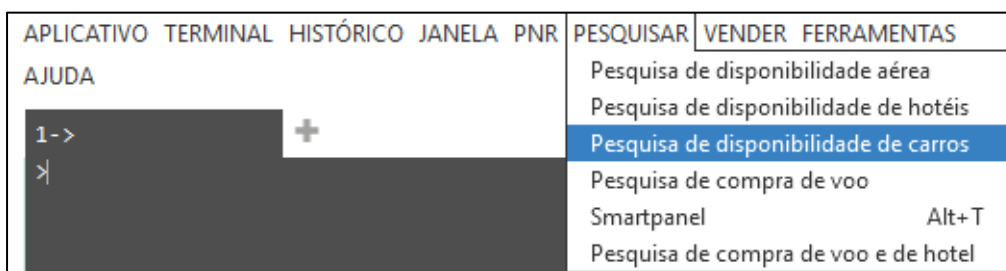 APLICATIVO TERMINAL HISTÓRICO JANELA PNR PESQUISAR VENDER FERRAMENTAS
AJUDA
Pesquisa de disponibilidade aérea
Pesquisa de disponibilidade de hotéis
Pesquisa de disponibilidade de carros
Pesquisa de compra de voo
Smartpanel Alt+T
Pesquisa de compra de voo e de hotel
1->
>